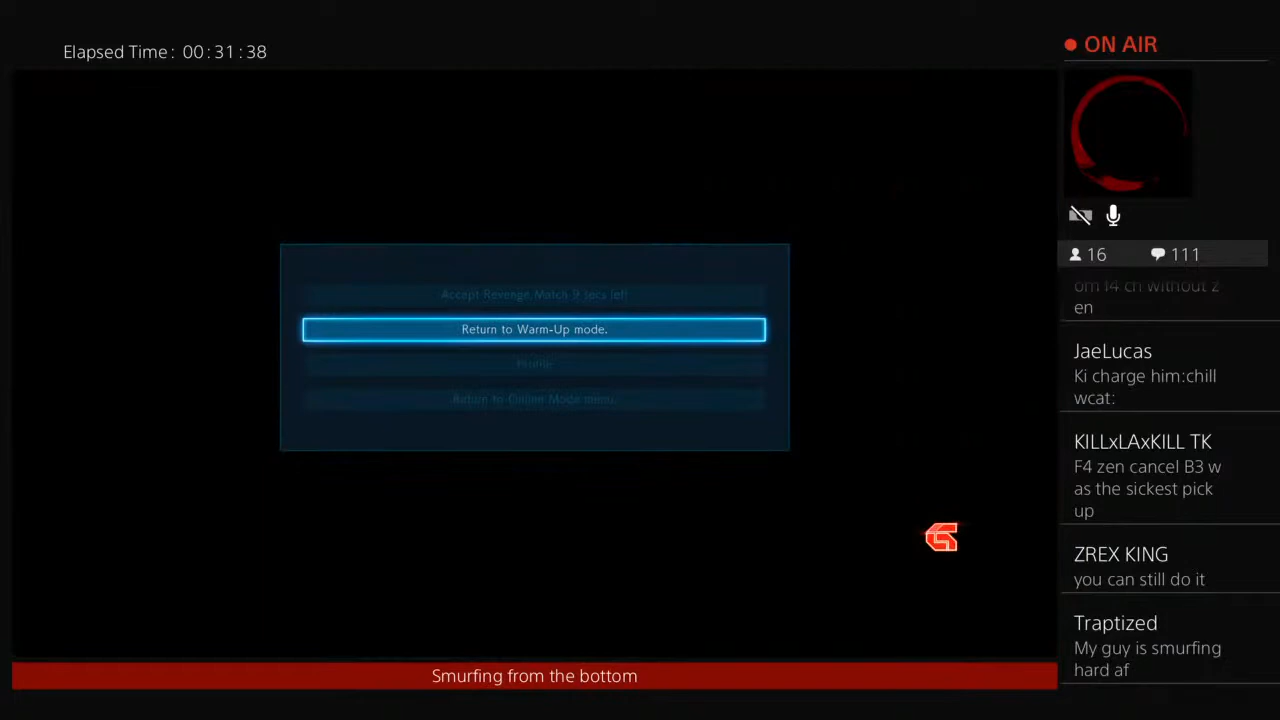 Elapsed Time: 00:31:38
ON AIR
16 111
Accept Revenge Match 9 secs left
Return to Warm-Up mode.
Profile
Return to Online Mode menu.
om f4 ch without z
en
JaeLucas
Ki charge him:chill
wcat:
KILLxLAxKILL TK
F4 zen cancel B3 w
as the sickest pick
up
ZREX KING
you can still do it
Traptized
My guy is smurfing
hard af
Smurfing from the bottom